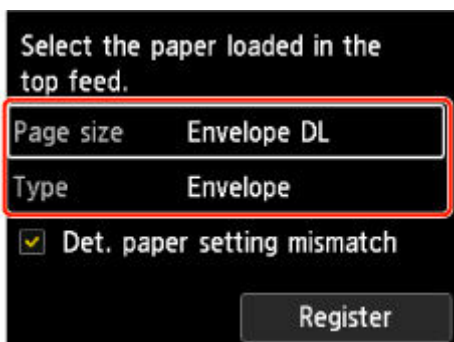 Select the paper loaded in the
top feed.
Page size Envelope DL
Type Envelope
Det. paper setting mismatch
Register